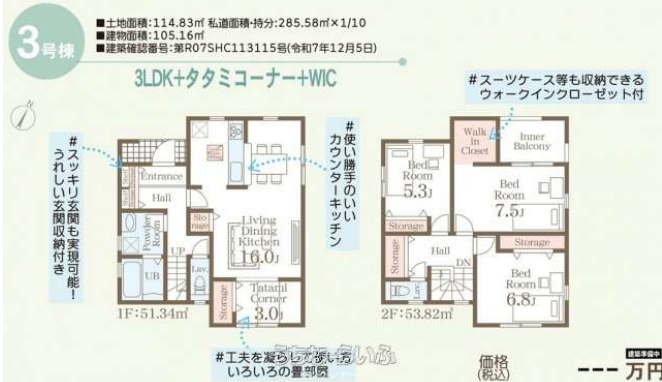 3号棟
■土地面積:114.83㎡ 私道面積・持分:285.58㎡×1/10
■建物面積:105.16㎡
■建築確認番号:第R07SHC113115号(令和7年12月5日)
3LDK+タタミコーナー+WIC
#スーツケース等も収納できる
ウォークインクローゼット付
#スッキリ玄関も実現可能!
うれしい玄関収納付き
#使い勝手のいい
カウンターキッチン
Entrance
Hall
Powder
Room
UP
Sto
rage
UB
Lav.
Living
Dining
Kitchen
16.0J
Storage
Tatami
Corner
3.0J
1F:51.34㎡
Bed
Room
5.3J
Walk
in
Closet
Inner
Balcony
Bed
Room
7.5J
Storage
Storage
Storage
Hall
DN
Lav.
Bed
Room
6.8J
2F:53.82㎡
#工夫を凝らして使い方
いろいろの畳部屋
価格
(税込)
建築準備中
---万円